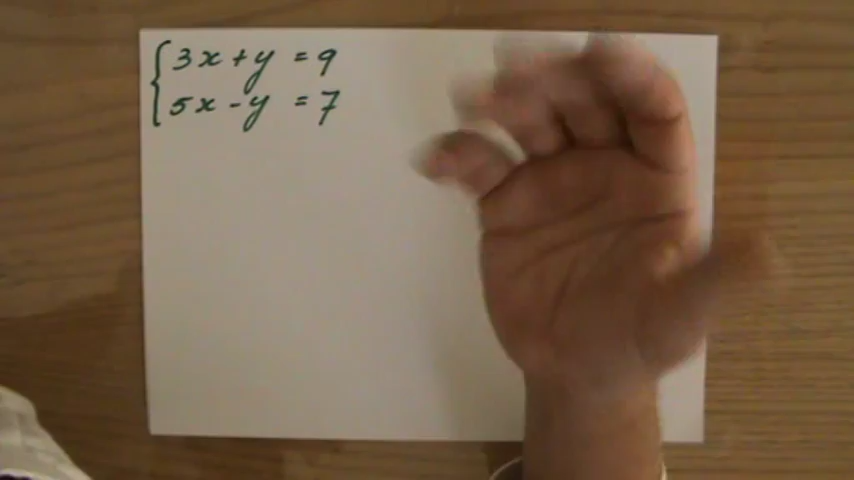 3x + y = 9
5x - y = 7